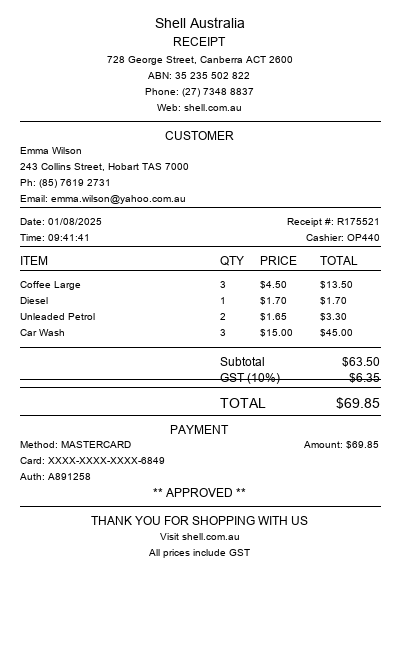 Shell Australia
RECEIPT
728 George Street, Canberra ACT 2600
ABN: 35 235 502 822
Phone: (27) 7348 8837
Web: shell.com.au
CUSTOMER
Emma Wilson
243 Collins Street, Hobart TAS 7000
Ph: (85) 7619 2731
Email: emma.wilson@yahoo.com.au
Date: 01/08/2025 Receipt #: R175521
Time: 09:41:41 Cashier: OP440
ITEM QTY PRICE TOTAL
Coffee Large 3 $4.50 $13.50
Diesel 1 $1.70 $1.70
Unleaded Petrol 2 $1.65 $3.30
Car Wash 3 $15.00 $45.00
Subtotal $63.50
GST (10%) $6.35
TOTAL $69.85
PAYMENT
Method: MASTERCARD Amount: $69.85
Card: XXXX-XXXX-XXXX-6849
Auth: A891258
** APPROVED **
THANK YOU FOR SHOPPING WITH US
Visit shell.com.au
All prices include GST